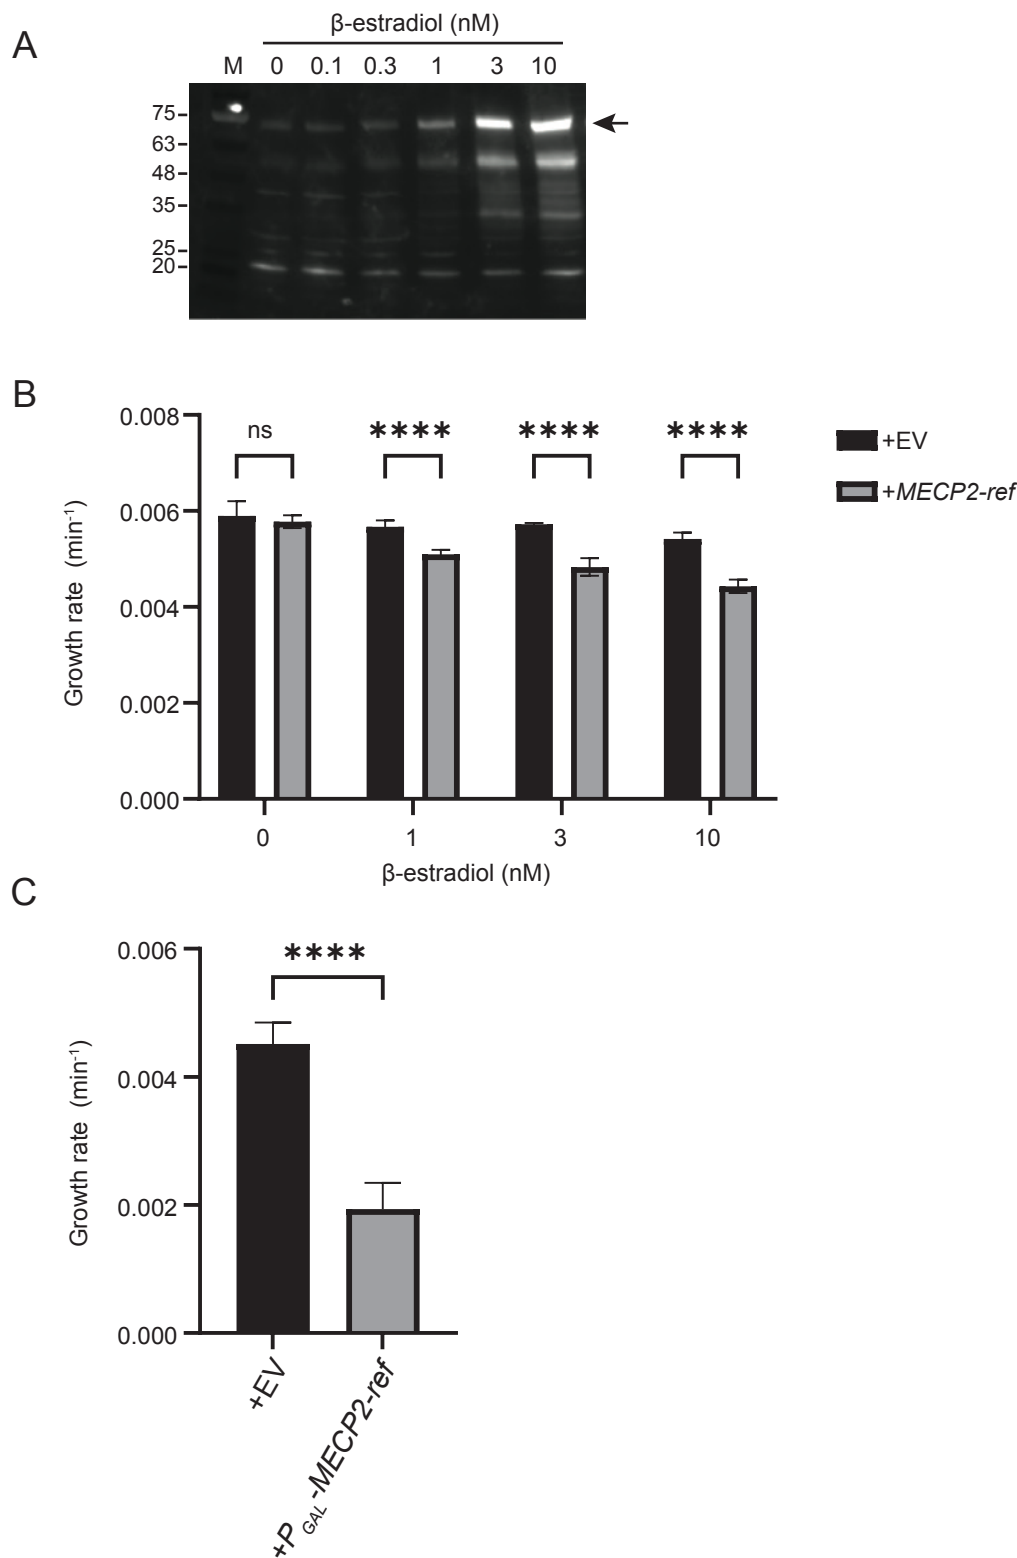 A
β-estradiol (nM)
M 0 0.1 0.3 1 3 10
75
63
48
35
25
20
B
0.008
0.006
0.004
0.002
0.000
Growth rate (min-1)
ns
****
****
****
+EV
+MECP2-ref
0 1 3 10
β-estradiol (nM)
C
0.006
0.004
0.002
0.000
Growth rate (min-1)
****
+EV
+PGAL-MECP2-ref